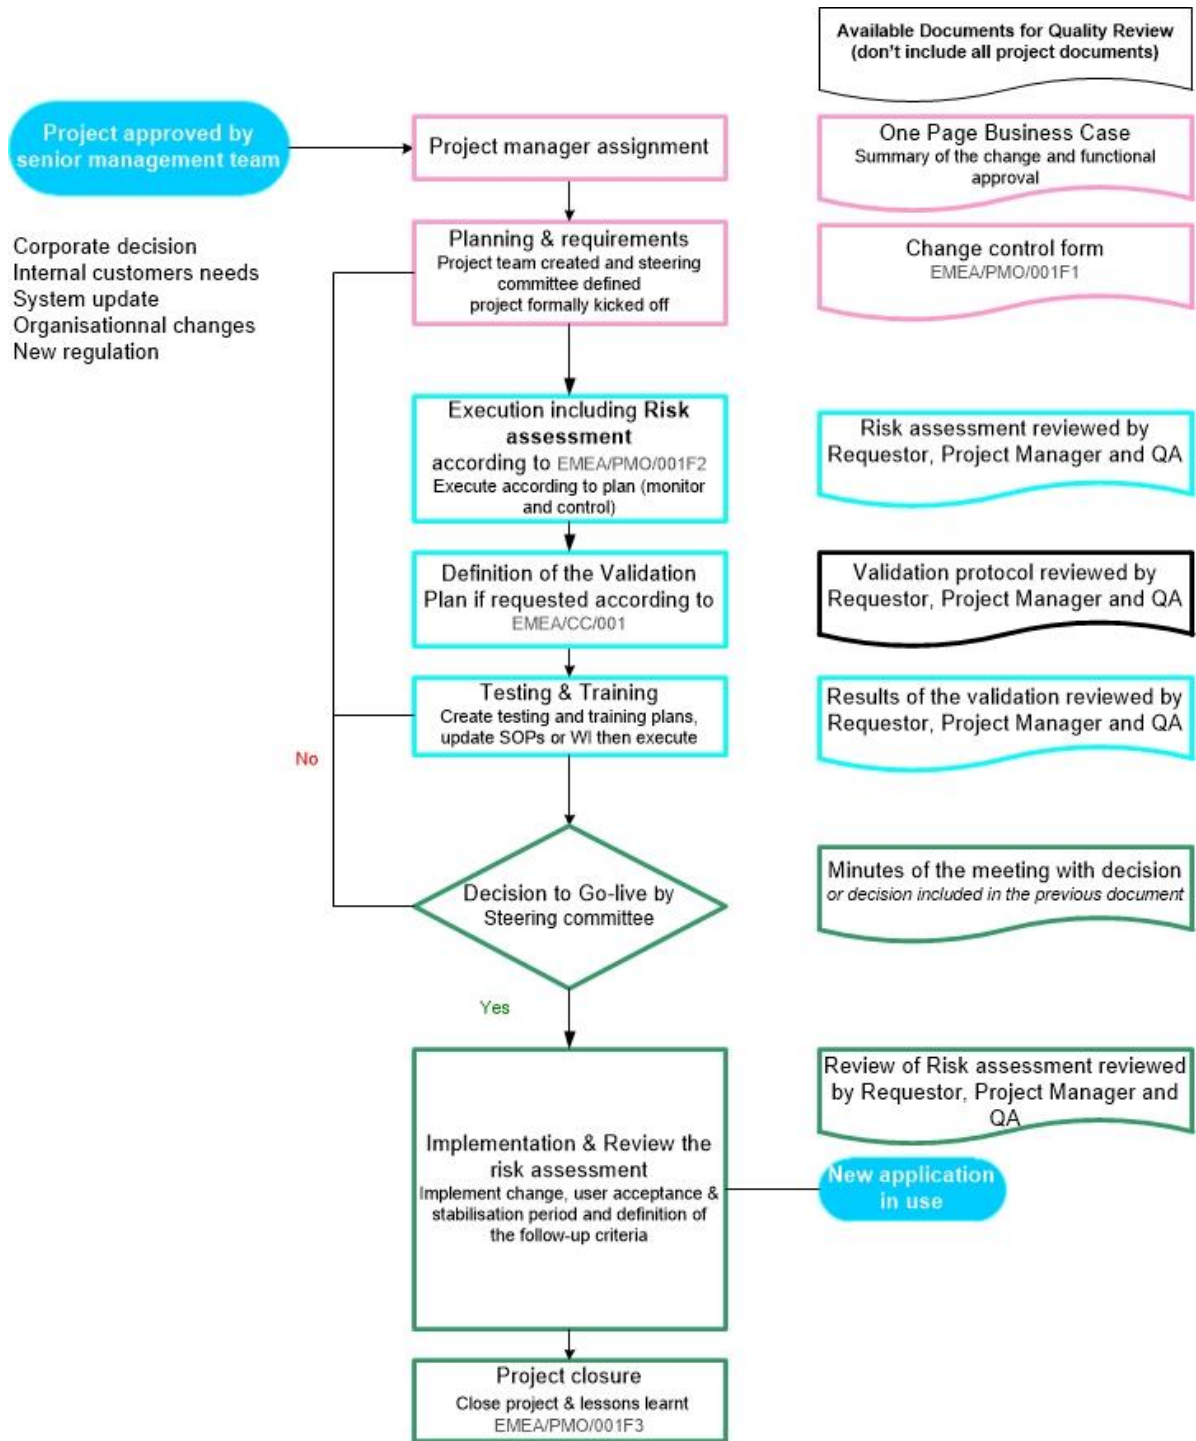 Available Documents for Quality Review
(don't include all project documents)
Project approved by
senior management team
Project manager assignment
One Page Business Case
Summary of the change and functional
approval
Corporate decision
Internal customers needs
System update
Organisationnal changes
New regulation
Planning & requirements
Project team created and steering
committee defined
project formally kicked off
Change control form
EMEA/PMO/001F1
Execution including Risk
assessment
according to EMEA/PMO/001F2
Execute according to plan (monitor
and control)
Risk assessment reviewed by
Requestor, Project Manager and QA
Definition of the Validation
Plan if requested according to
EMEA/CC/001
Validation protocol reviewed by
Requestor, Project Manager and QA
Testing & Training
Create testing and training plans,
update SOPs or WI then execute
Results of the validation reviewed by
Requestor, Project Manager and QA
No
Decision to Go-live by
Steering committee
Minutes of the meeting with decision
or decision included in the previous document
Yes
Implementation & Review the
risk assessment
Implement change, user acceptance &
stabilisation period and definition of
the follow-up criteria
Review of Risk assessment reviewed
by Requestor, Project Manager and
QA
New application
in use
Project closure
Close project & lessons learnt
EMEA/PMO/001F3